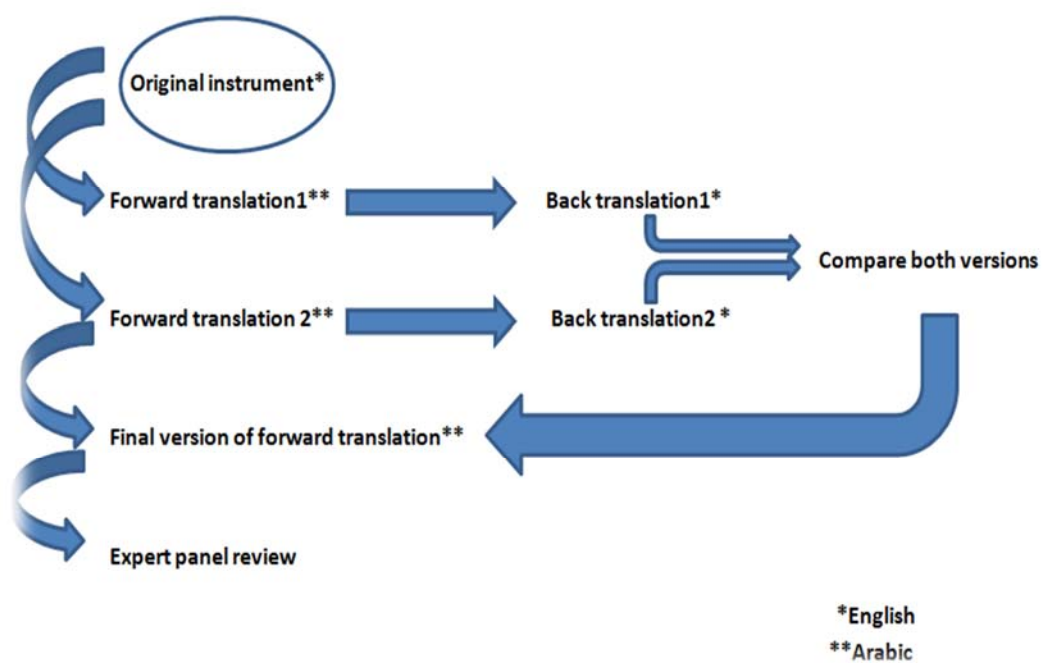 Original instrument*
Forward translation1**
Back translation1*
Compare both versions
Forward translation 2**
Back translation2 *
Final version of forward translation**
Expert panel review
*English
**Arabic